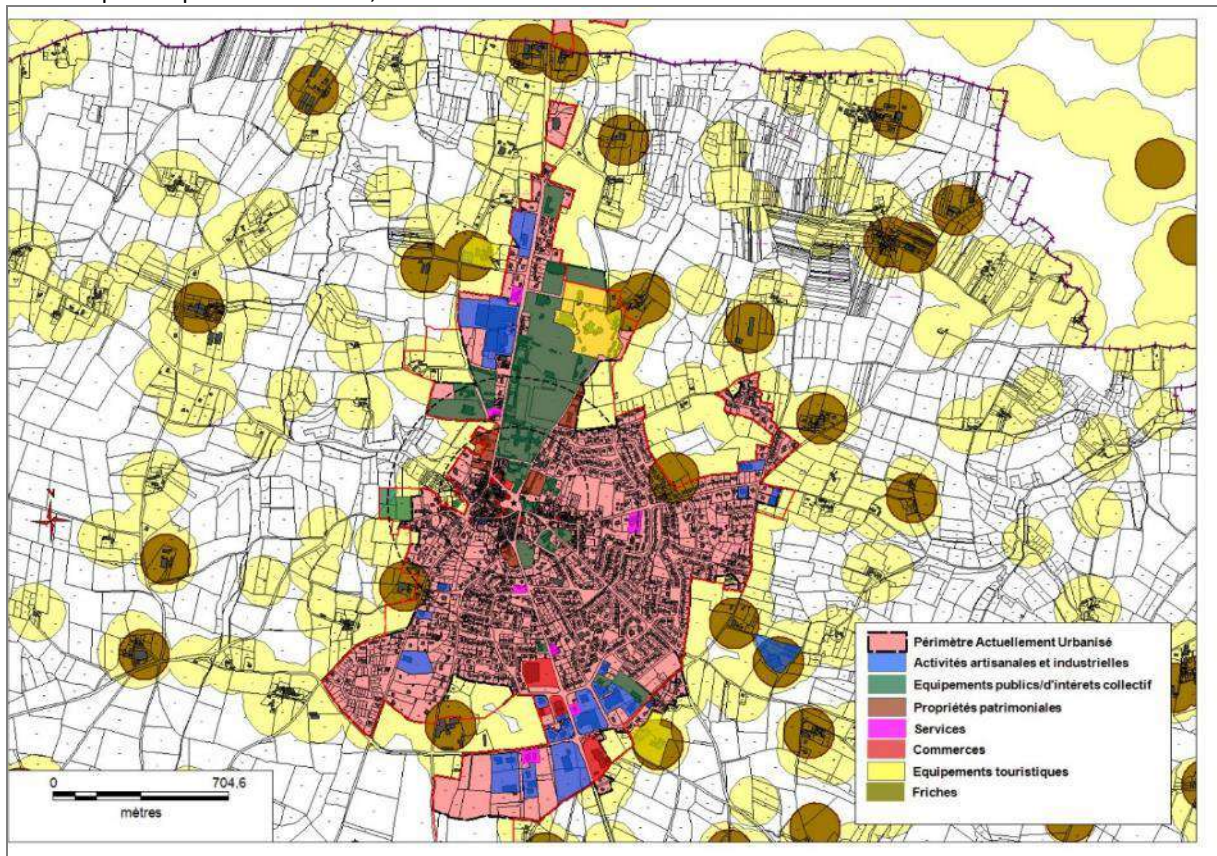 Périmètre Actuellement Urbanisé
Activités artisanales et industrielles
Equipements publics/d'intérets collectif
Propriétés patrimoniales
Services
Commerces
Equipements touristiques
Friches
0 704.6
mètres